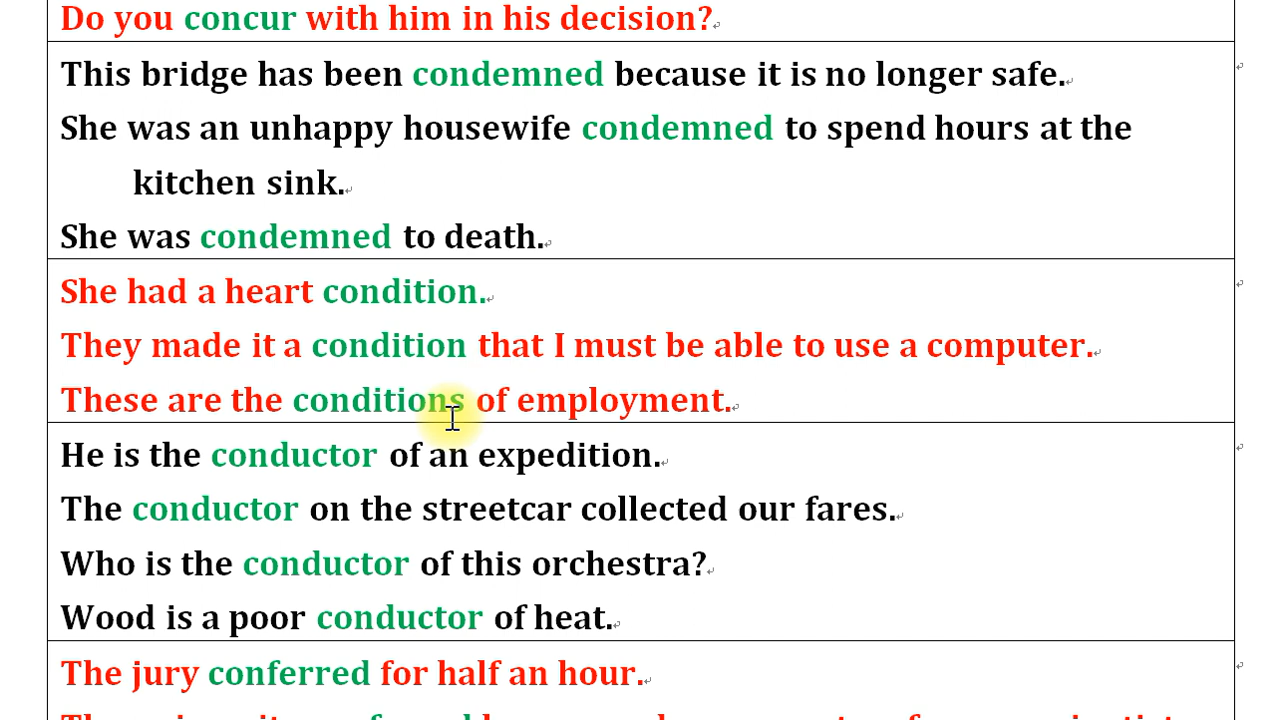 Do you concur with him in his decision?
This bridge has been condemned because it is no longer safe.
She was an unhappy housewife condemned to spend hours at the
kitchen sink.
She was condemned to death.
She had a heart condition.
They made it a condition that I must be able to use a computer.
These are the conditions of employment.
He is the conductor of an expedition.
The conductor on the streetcar collected our fares.
Who is the conductor of this orchestra?
Wood is a poor conductor of heat.
The jury conferred for half an hour.